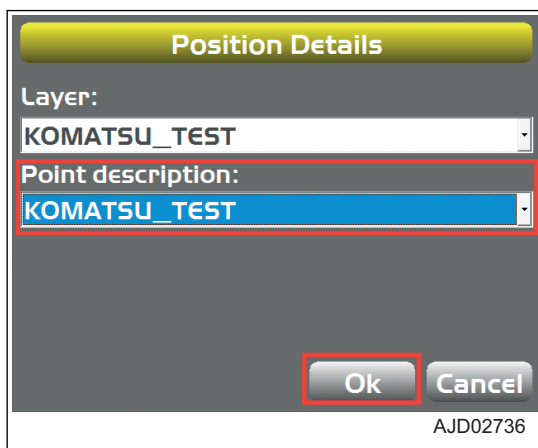 Position Details
Layer:
KOMATSU_TEST
Point description:
KOMATSU_TEST
Ok Cancel
AJD02736